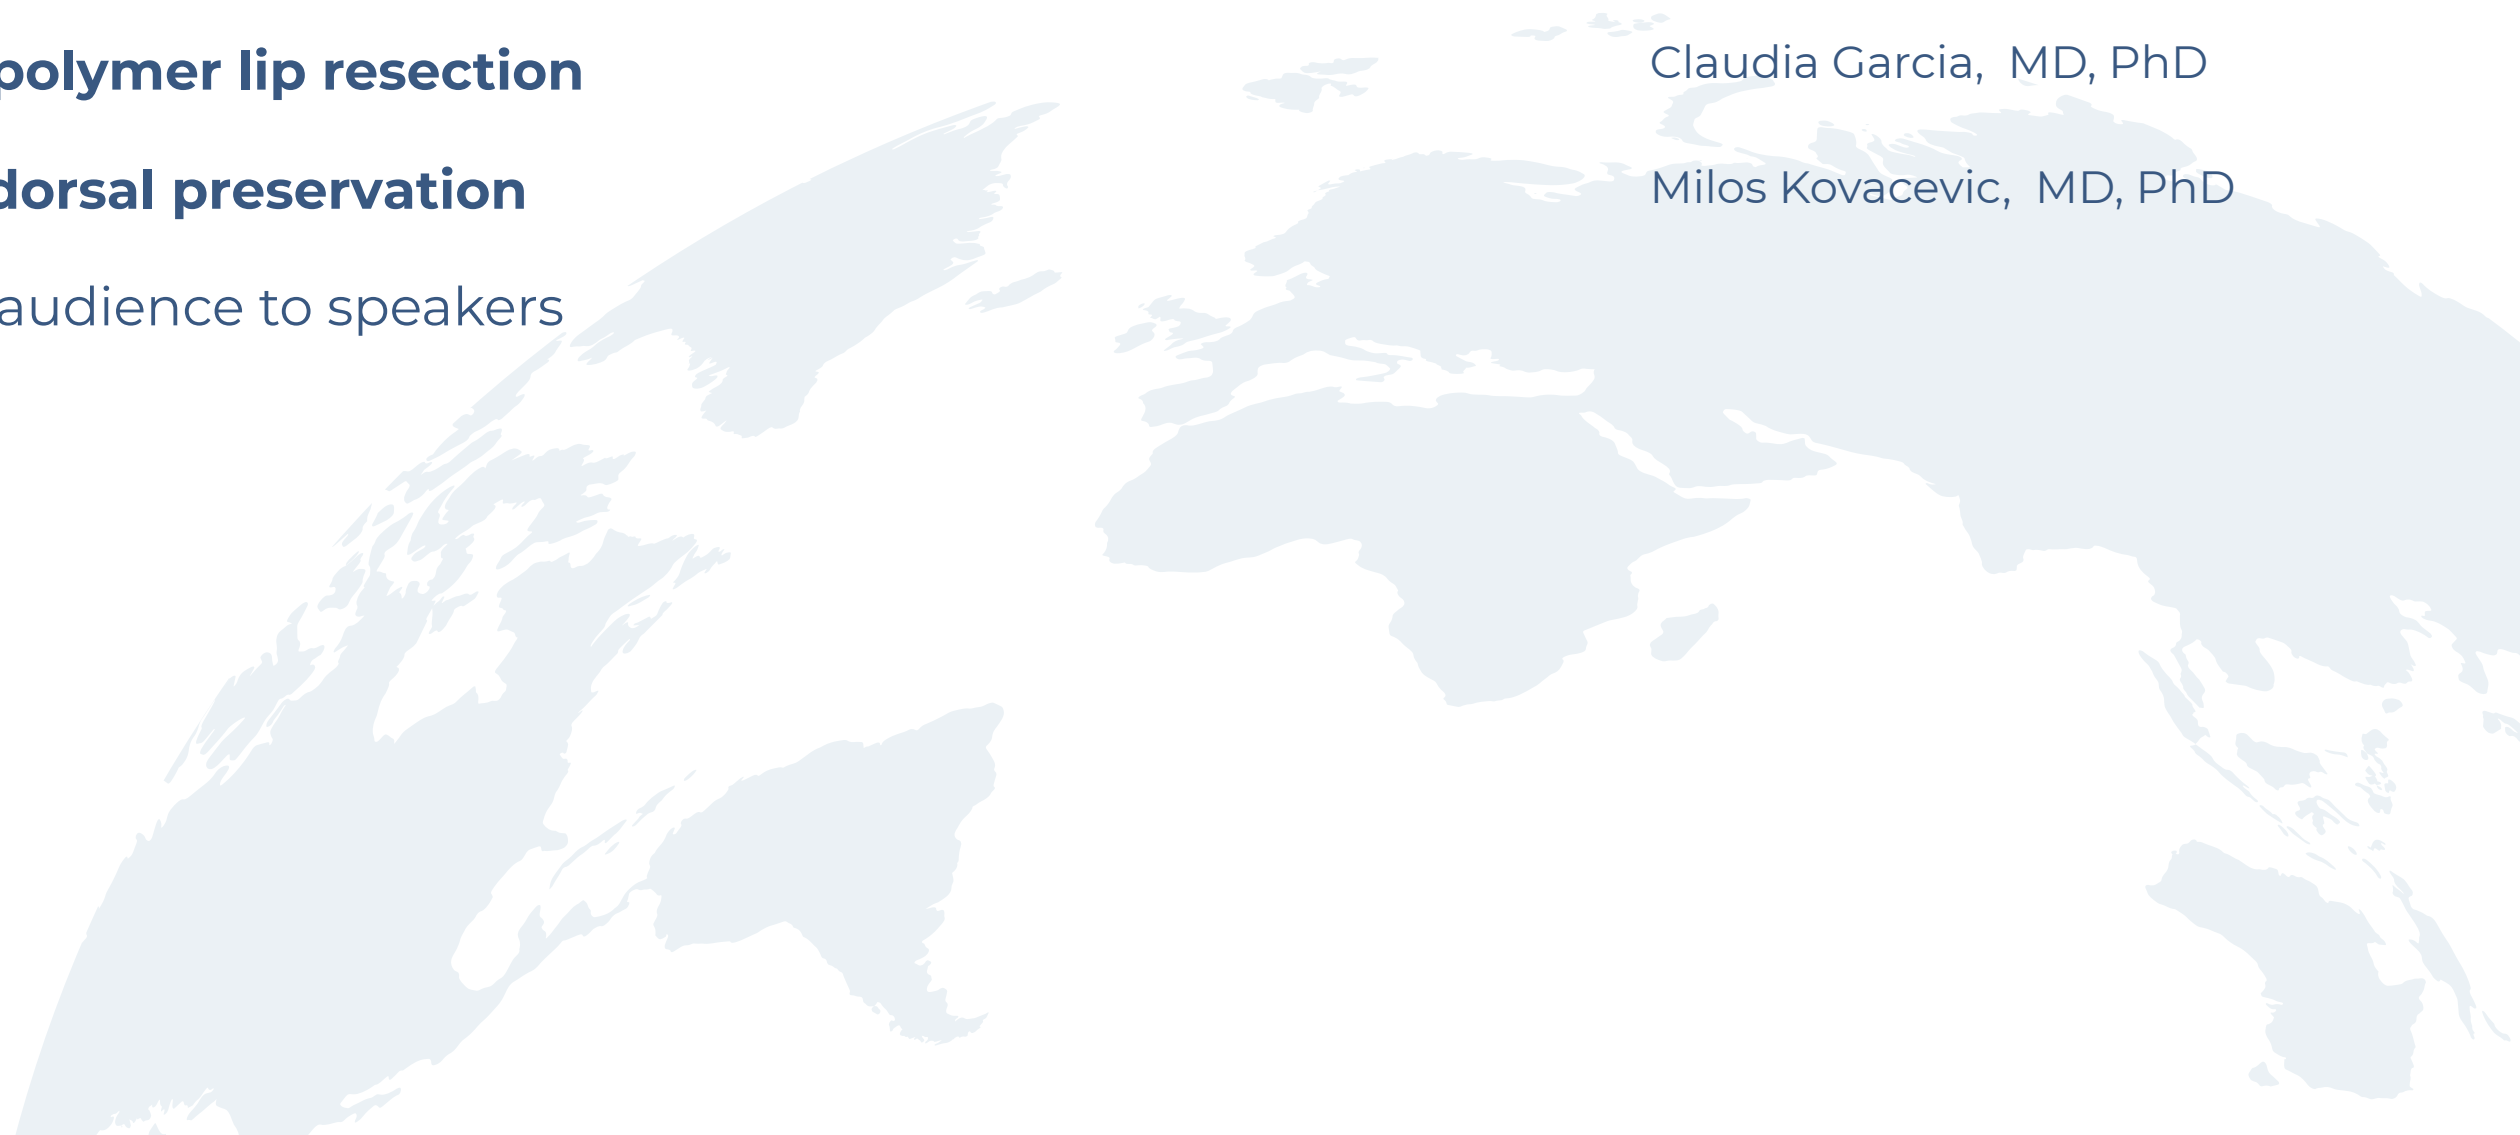 polymer lip resection
Claudia Garcia, MD, PhD
dorsal preservation
Milos Kovacevic, MD, PhD
audience to speakers